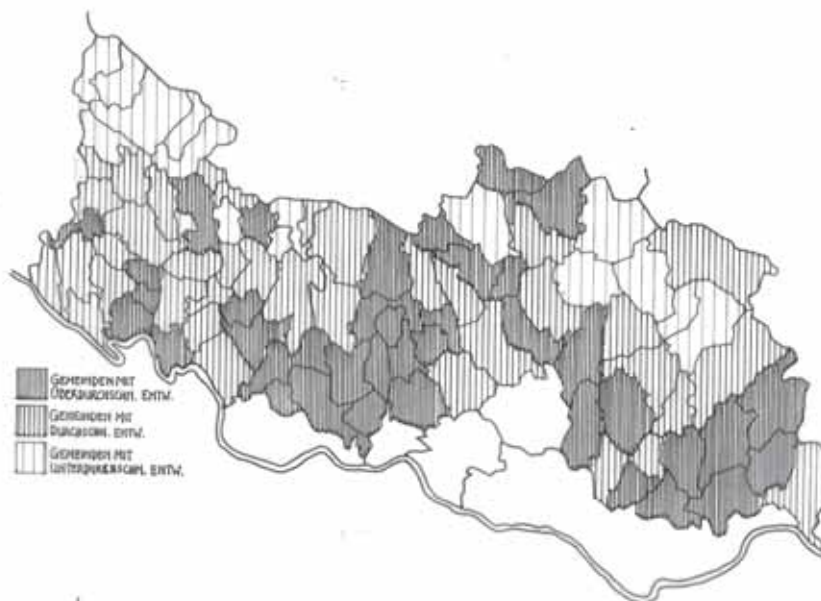 GEMEINDEN MIT
ÜBERDURCHSCHN. ENTW.
GEMEINDEN MIT
DURCHSCHN. ENTW.
GEMEINDEN MIT
UNTERDURCHSCHN. ENTW.